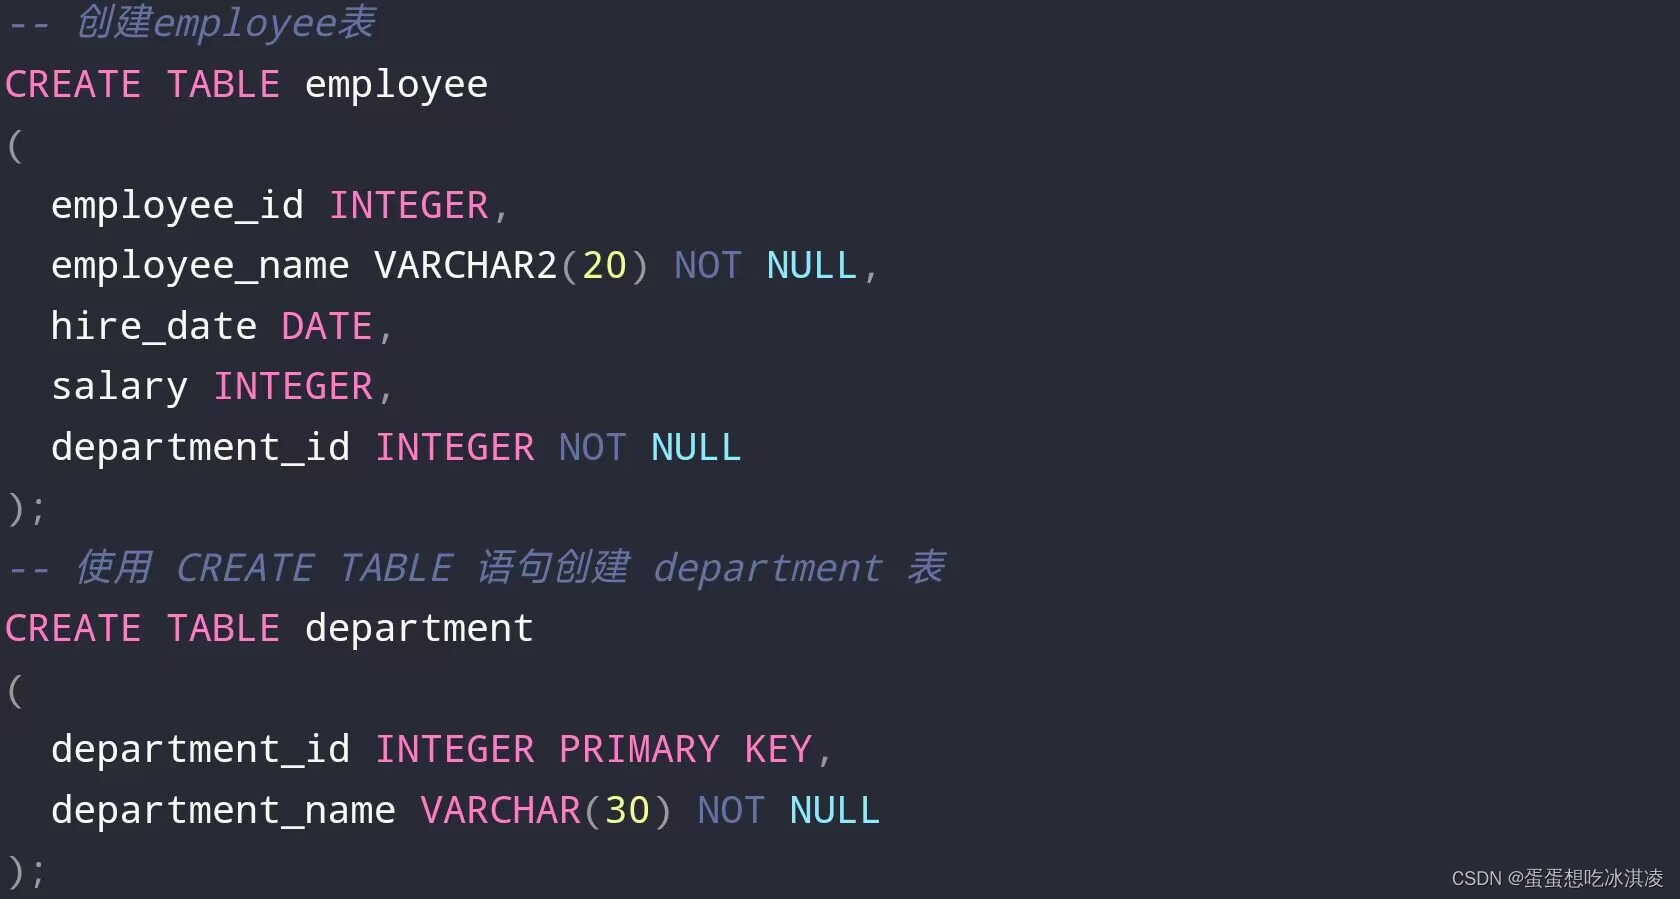 -- 创建employee表
CREATE TABLE employee
(
  employee_id INTEGER,
  employee_name VARCHAR2(20) NOT NULL,
  hire_date DATE,
  salary INTEGER,
  department_id INTEGER NOT NULL
);
-- 使用 CREATE TABLE 语句创建 department 表
CREATE TABLE department
(
  department_id INTEGER PRIMARY KEY,
  department_name VARCHAR(30) NOT NULL
);
CSDN @蛋蛋想吃冰淇凌